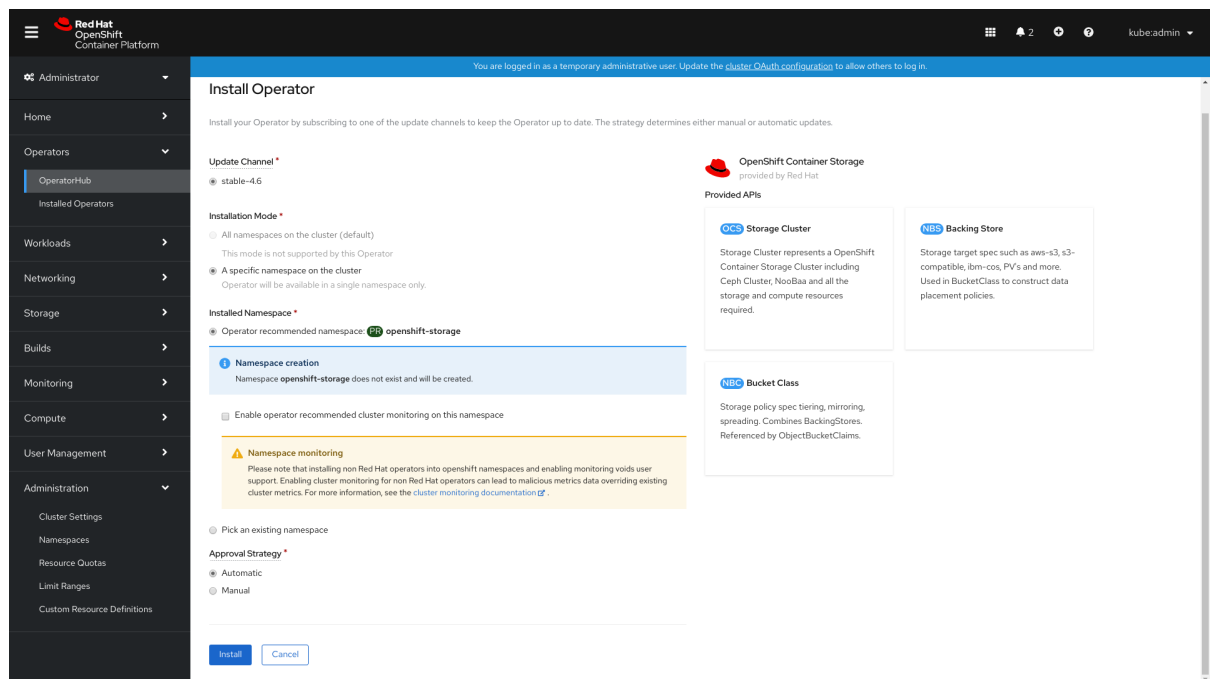 Red Hat
OpenShift
Container Platform
2
kube:admin
Administrator
You are logged in as a temporary administrative user. Update the cluster OAuth configuration to allow others to log in.
Home
Operators
OperatorHub
Installed Operators
Workloads
Networking
Storage
Builds
Monitoring
Compute
User Management
Administration
Cluster Settings
Namespaces
Resource Quotas
Limit Ranges
Custom Resource Definitions
Install Operator
Install your Operator by subscribing to one of the update channels to keep the Operator up to date. The strategy determines either manual or automatic updates.
Update Channel *
stable-4.6
Installation Mode *
All namespaces on the cluster (default)
This mode is not supported by this Operator
A specific namespace on the cluster
Operator will be available in a single namespace only.
Installed Namespace *
Operator recommended namespace: PR openshift-storage
Namespace creation
Namespace openshift-storage does not exist and will be created.
Enable operator recommended cluster monitoring on this namespace
Namespace monitoring
Please note that installing non Red Hat operators into openshift namespaces and enabling monitoring voids user
support. Enabling cluster monitoring for non Red Hat operators can lead to malicious metrics data overriding existing
cluster metrics. For more information, see the cluster monitoring documentation .
Pick an existing namespace
Approval Strategy *
Automatic
Manual
Install
Cancel
OpenShift Container Storage
provided by Red Hat
Provided APIs
OCS Storage Cluster
Storage Cluster represents a OpenShift
Container Storage Cluster including
Ceph Cluster, NooBaa and all the
storage and compute resources
required.
NBS Backing Store
Storage target spec such as aws-s3, s3-
compatible, ibm-cos, PV's and more.
Used in BucketClass to construct data
placement policies.
NBC Bucket Class
Storage policy spec tiering, mirroring,
spreading. Combines BackingStores.
Referenced by ObjectBucketClaims.